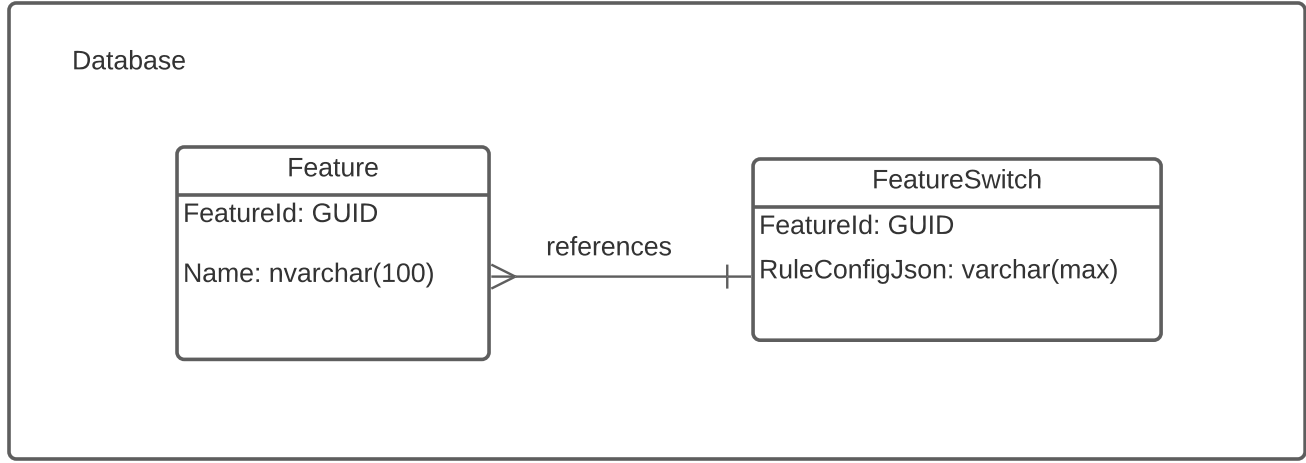 Database
Feature
FeatureId: GUID
Name: nvarchar(100)
references
FeatureSwitch
FeatureId: GUID
RuleConfigJson: varchar(max)